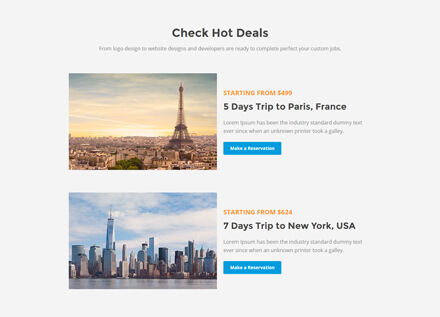 Check Hot Deals
From logo design to website designs and developers are ready to complete perfect your custom jobs.
STARTING FROM $499
5 Days Trip to Paris, France
Lorem Ipsum has been the industry standard dummy text
ever since when an unknown printer took a galley.
Make a Reservation
STARTING FROM $624
7 Days Trip to New York, USA
Lorem Ipsum has been the industry standard dummy text
ever since when an unknown printer took a galley.
Make a Reservation